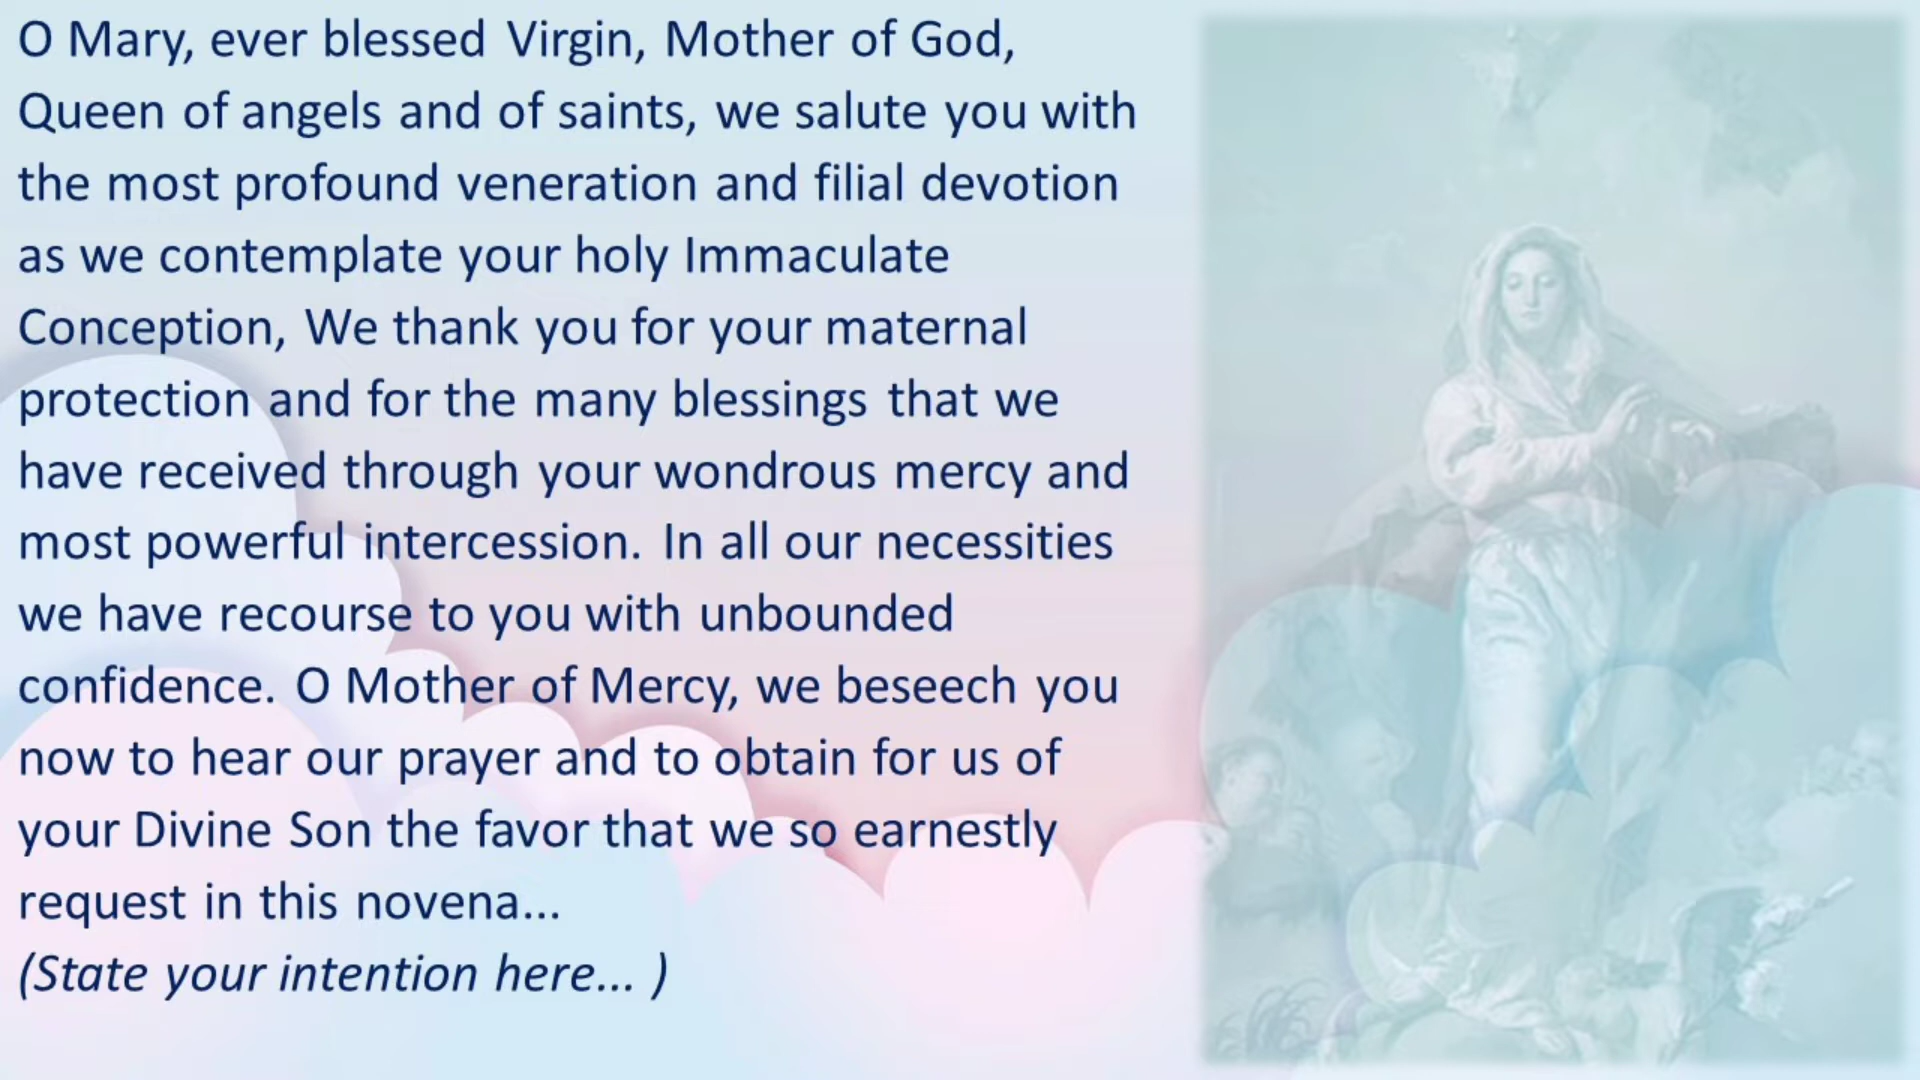 O Mary, ever blessed Virgin, Mother of God,
Queen of angels and of saints, we salute you with
the most profound veneration and filial devotion
as we contemplate your holy Immaculate
Conception, We thank you for your maternal
protection and for the many blessings that we
have received through your wondrous mercy and
most powerful intercession. In all our necessities
we have recourse to you with unbounded
confidence. O Mother of Mercy, we beseech you
now to hear our prayer and to obtain for us of
your Divine Son the favor that we so earnestly
request in this novena...
(State your intention here... )